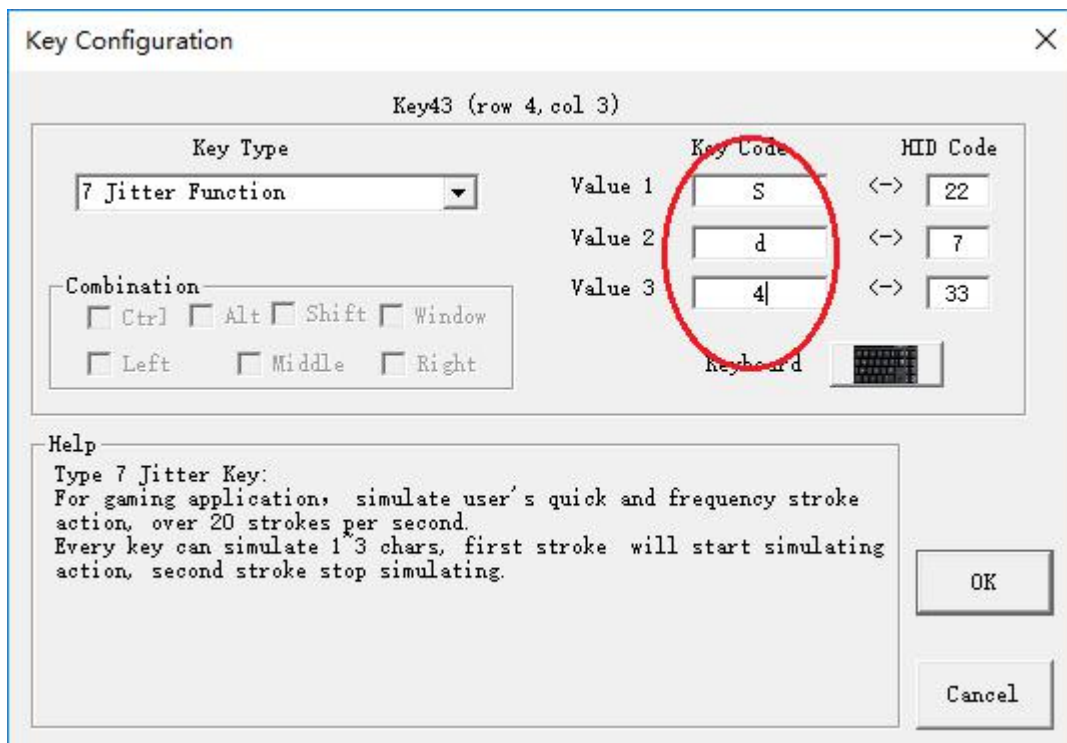 Key Configuration
Key43 (row 4,col 3)
Key Type
Key Code
HID Code
7 Jitter Function
Value 1
S
<->
22
Value 2
d
<->
7
Value 3
4
<->
33
Combination
Ctrl Alt Shift Window
Left Middle Right
Keyboard
Help
Type 7 Jitter Key:
For gaming application, simulate user's quick and frequency stroke
action, over 20 strokes per second.
Every key can simulate 1~3 chars, first stroke will start simulating
action, second stroke stop simulating.
OK
Cancel